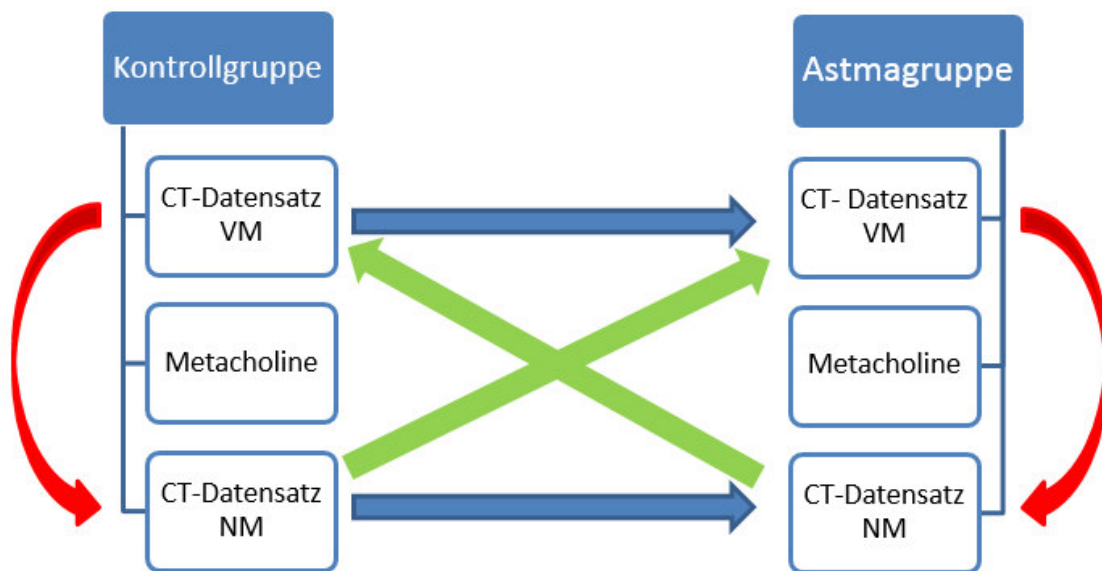 Kontrollgruppe
CT-Datensatz
VM
Metacholine
CT-Datensatz
NM
Astmagruppe
CT- Datensatz
VM
Metacholine
CT-Datensatz
NM